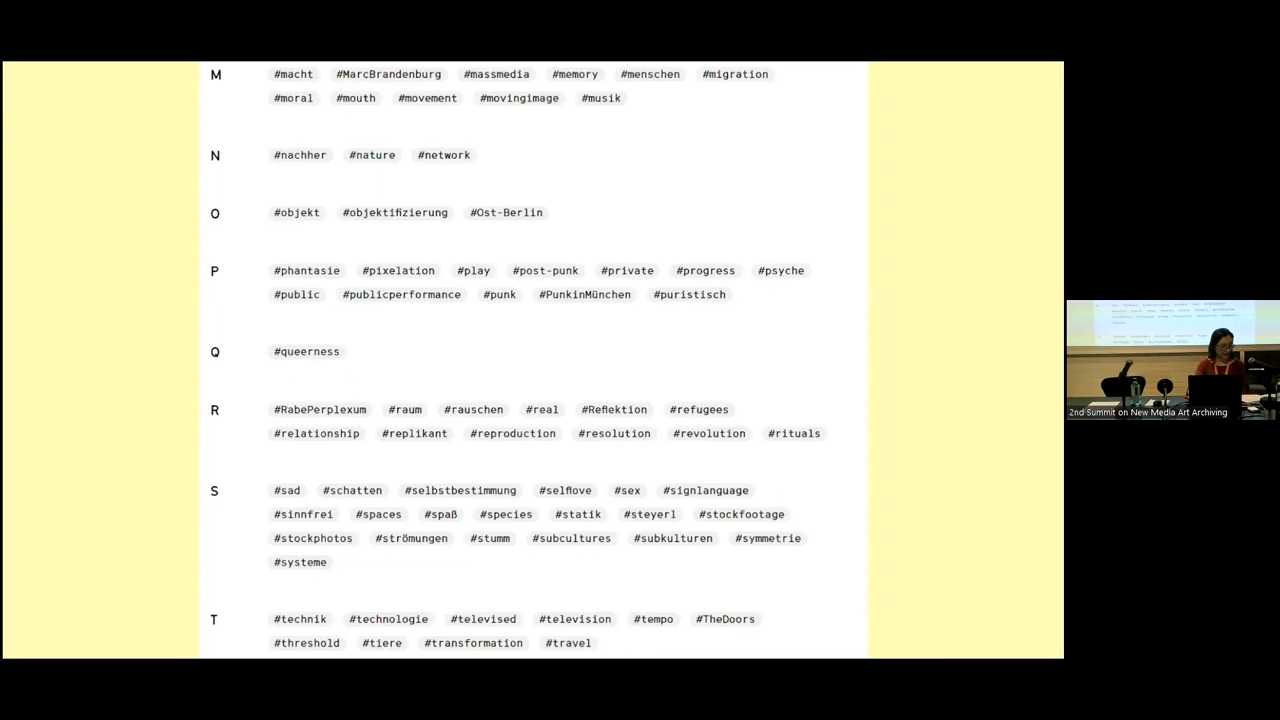 M #macht #MarcBrandenburg #massmedia #memory #menschen #migration
#moral #mouth #movement #movingimage #musik
N #nachher #nature #network
O #objekt #objektifizierung #Ost-Berlin
P #phantasie #pixelation #play #post-punk #private #progress #psyche
#public #publicperformance #punk #PunkinMünchen #puristisch
Q #queerness
R #RabePerplexum #raum #rauschen #real #Reflektion #refugees
#relationship #replikant #reproduction #resolution #revolution #rituals
S #sad #schatten #selbstbestimmung #selflove #sex #signlanguage
#sinnfrei #spaces #spaß #species #statik #steyerl #stockfootage
#stockphotos #strömungen #stumm #subcultures #subkulturen #symmetrie
#systeme
T #technik #technologie #televised #television #tempo #TheDoors
#threshold #tiere #transformation #travel
2nd Summit on New Media Art Archiving